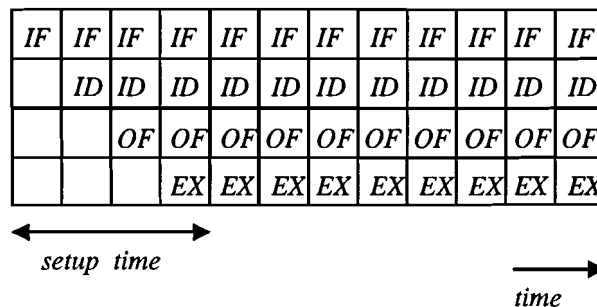 IF IF IF IF IF IF IF IF IF IF IF IF
ID ID ID ID ID ID ID ID ID ID ID
OF OF OF OF OF OF OF OF OF OF
EX EX EX EX EX EX EX EX EX
setup time
time